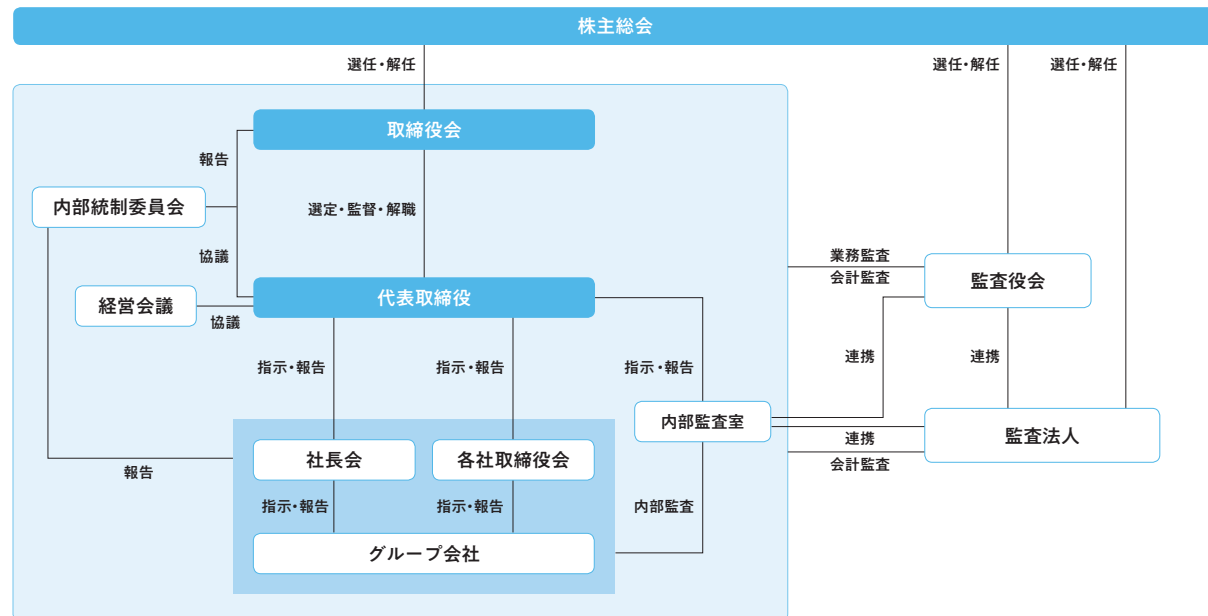 株主総会
選任・解任
選任・解任
選任・解任
取締役会
報告
内部統制委員会
選定・監督・解職
協議
業務監査
会計監査
監査役会
代表取締役
経営会議
協議
指示・報告
指示・報告
指示・報告
連携
連携
内部監査室
監査法人
連携
会計監査
社長会
各社取締役会
報告
指示・報告
指示・報告
内部監査
グループ会社